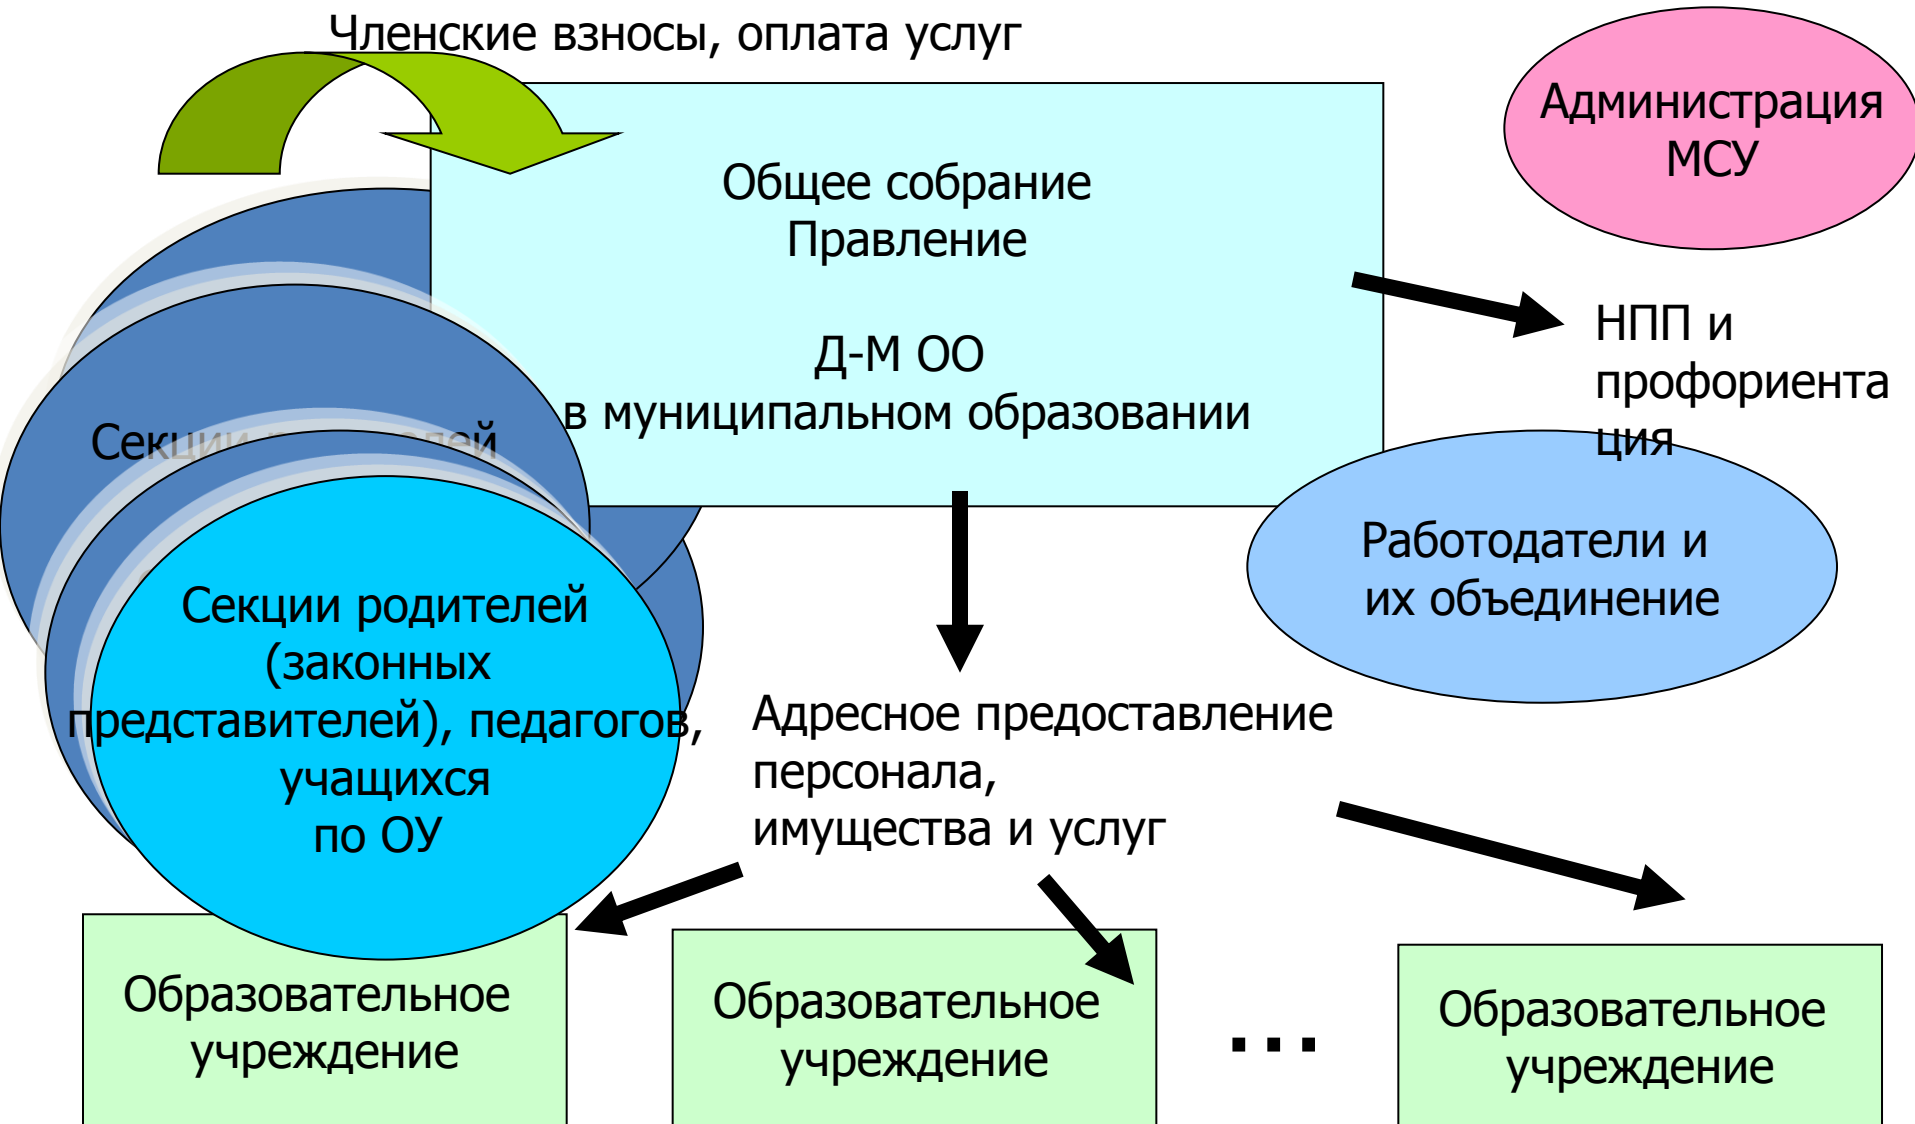 Членские взносы, оплата услуг
Администрация
МСУ
Общее собрание
Правление
Д-М ОО
в муниципальном образовании
НПП и
профориента
ция
Секции
Работодатели и
их объединение
Секции родителей
(законных
представителей), педагогов,
учащихся
по ОУ
Адресное предоставление
персонала,
имущества и услуг
Образовательное
учреждение
Образовательное
учреждение
...
Образовательное
учреждение